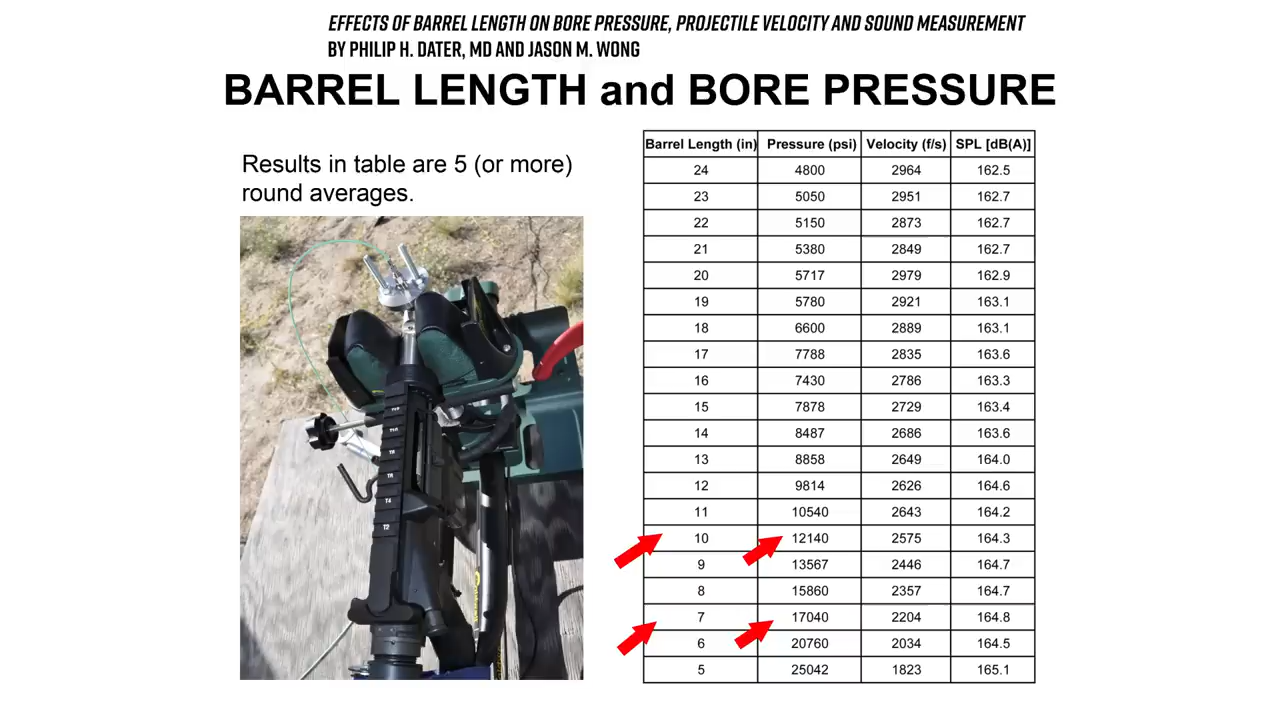 EFFECTS OF BARREL LENGTH ON BORE PRESSURE, PROJECTILE VELOCITY AND SOUND MEASUREMENT
BY PHILIP H. DATER, MD AND JASON M. WONG
BARREL LENGTH and BORE PRESSURE
Results in table are 5 (or more)
round averages.
Barrel Length (in) Pressure (psi) Velocity (f/s) SPL [dB(A)]
24 4800 2964 162.5
23 5050 2951 162.7
22 5150 2873 162.7
21 5380 2849 162.7
20 5717 2979 162.9
19 5780 2921 163.1
18 6600 2889 163.1
17 7788 2835 163.6
16 7430 2786 163.3
15 7878 2729 163.4
14 8487 2686 163.6
13 8858 2649 164.0
12 9814 2626 164.6
11 10540 2643 164.2
10 12140 2575 164.3
9 13567 2446 164.7
8 15860 2357 164.7
7 17040 2204 164.8
6 20760 2034 164.5
5 25042 1823 165.1
T8
T6
T4
T2